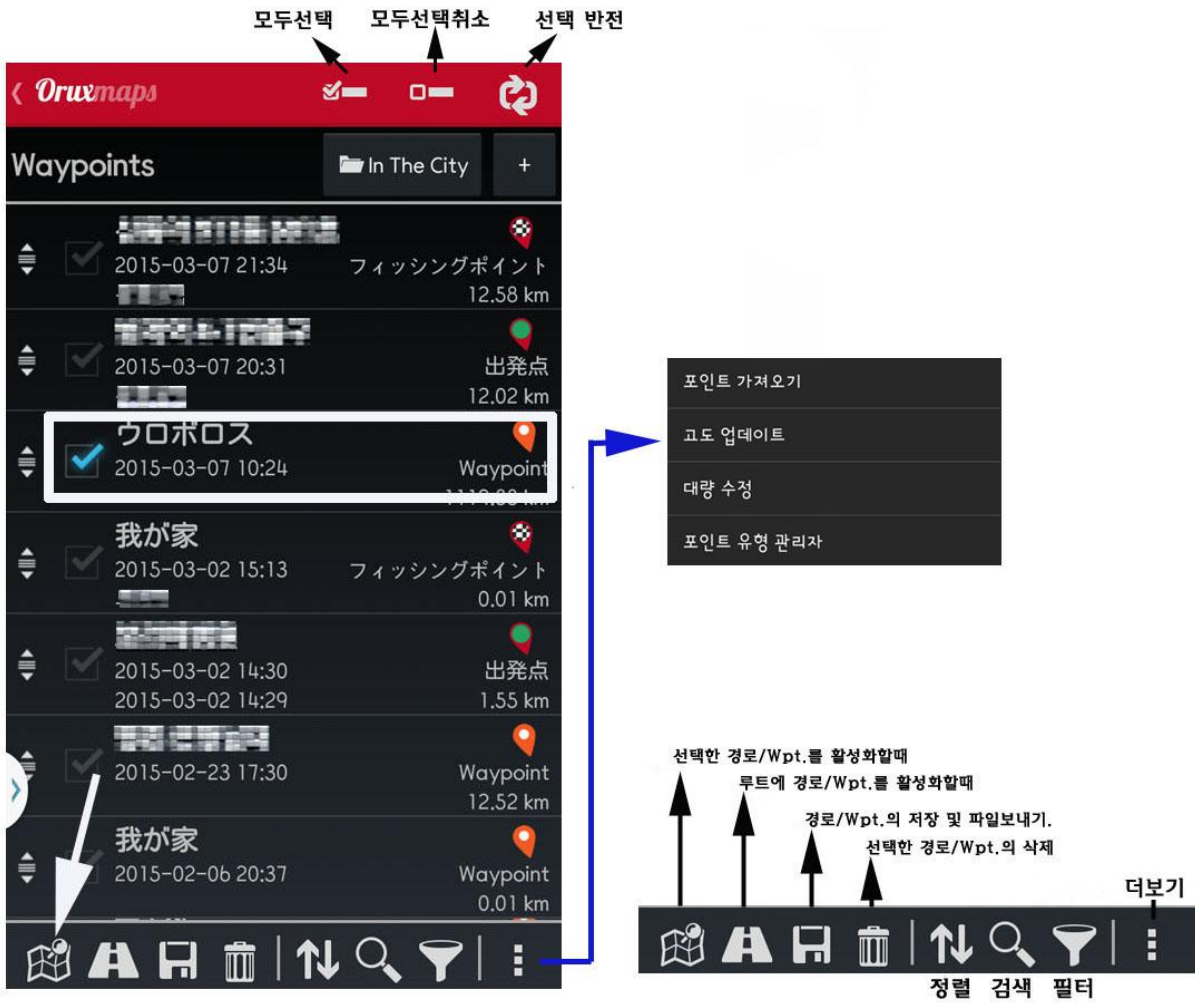 모두선택
모두선택취소
선택 반전
Oruxmaps
Waypoints
In The City
+
2015-03-07 21:34
フィッシングポイント
12.58 km
2015-03-07 20:31
出発点
12.02 km
ウロボロス
2015-03-07 10:24
Waypoint
我が家
2015-03-02 15:13
フィッシングポイント
0.01 km
2015-03-02 14:30
出発点
2015-03-02 14:29
1.55 km
2015-02-23 17:30
Waypoint
12.52 km
我が家
2015-02-06 20:37
Waypoint
0.01 km
포인트 가져오기
고도 업데이트
대량 수정
포인트 유형 관리자
선택한 경로/Wpt.를 활성화할때
루트에 경로/Wpt.를 활성화할때
경로/Wpt.의 저장 및 파일보내기.
선택한 경로/Wpt.의 삭제
더보기
정렬 검색 필터